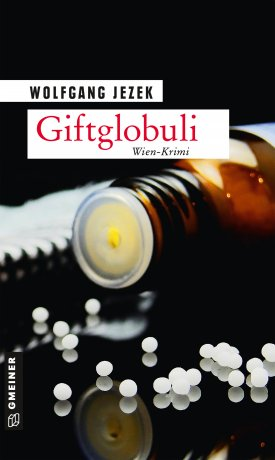 WOLFGANG JEZEK
Giftglobuli
Wien-Krimi
GMEINER